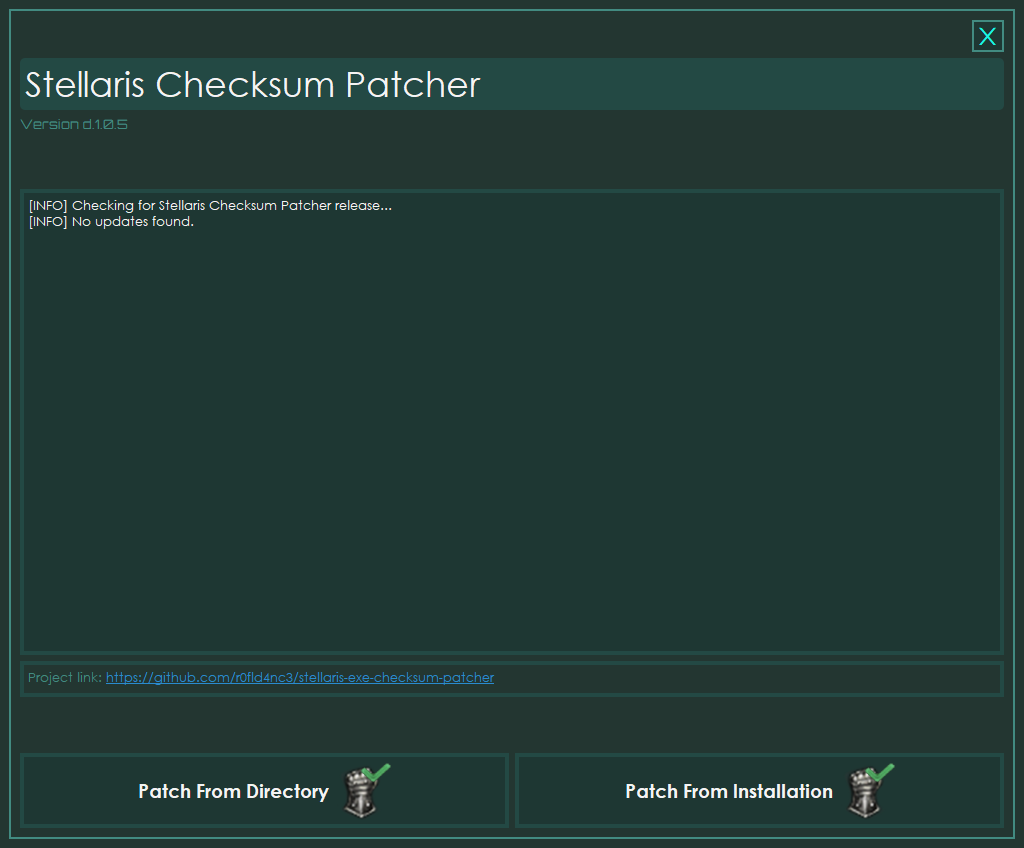 X
Stellaris Checksum Patcher
Version d.1.0.5
[INFO] Checking for Stellaris Checksum Patcher release...
[INFO] No updates found.
Project link: https://github.com/r0fld4nc3/stellaris-exe-checksum-patcher
Patch From Directory
Patch From Installation